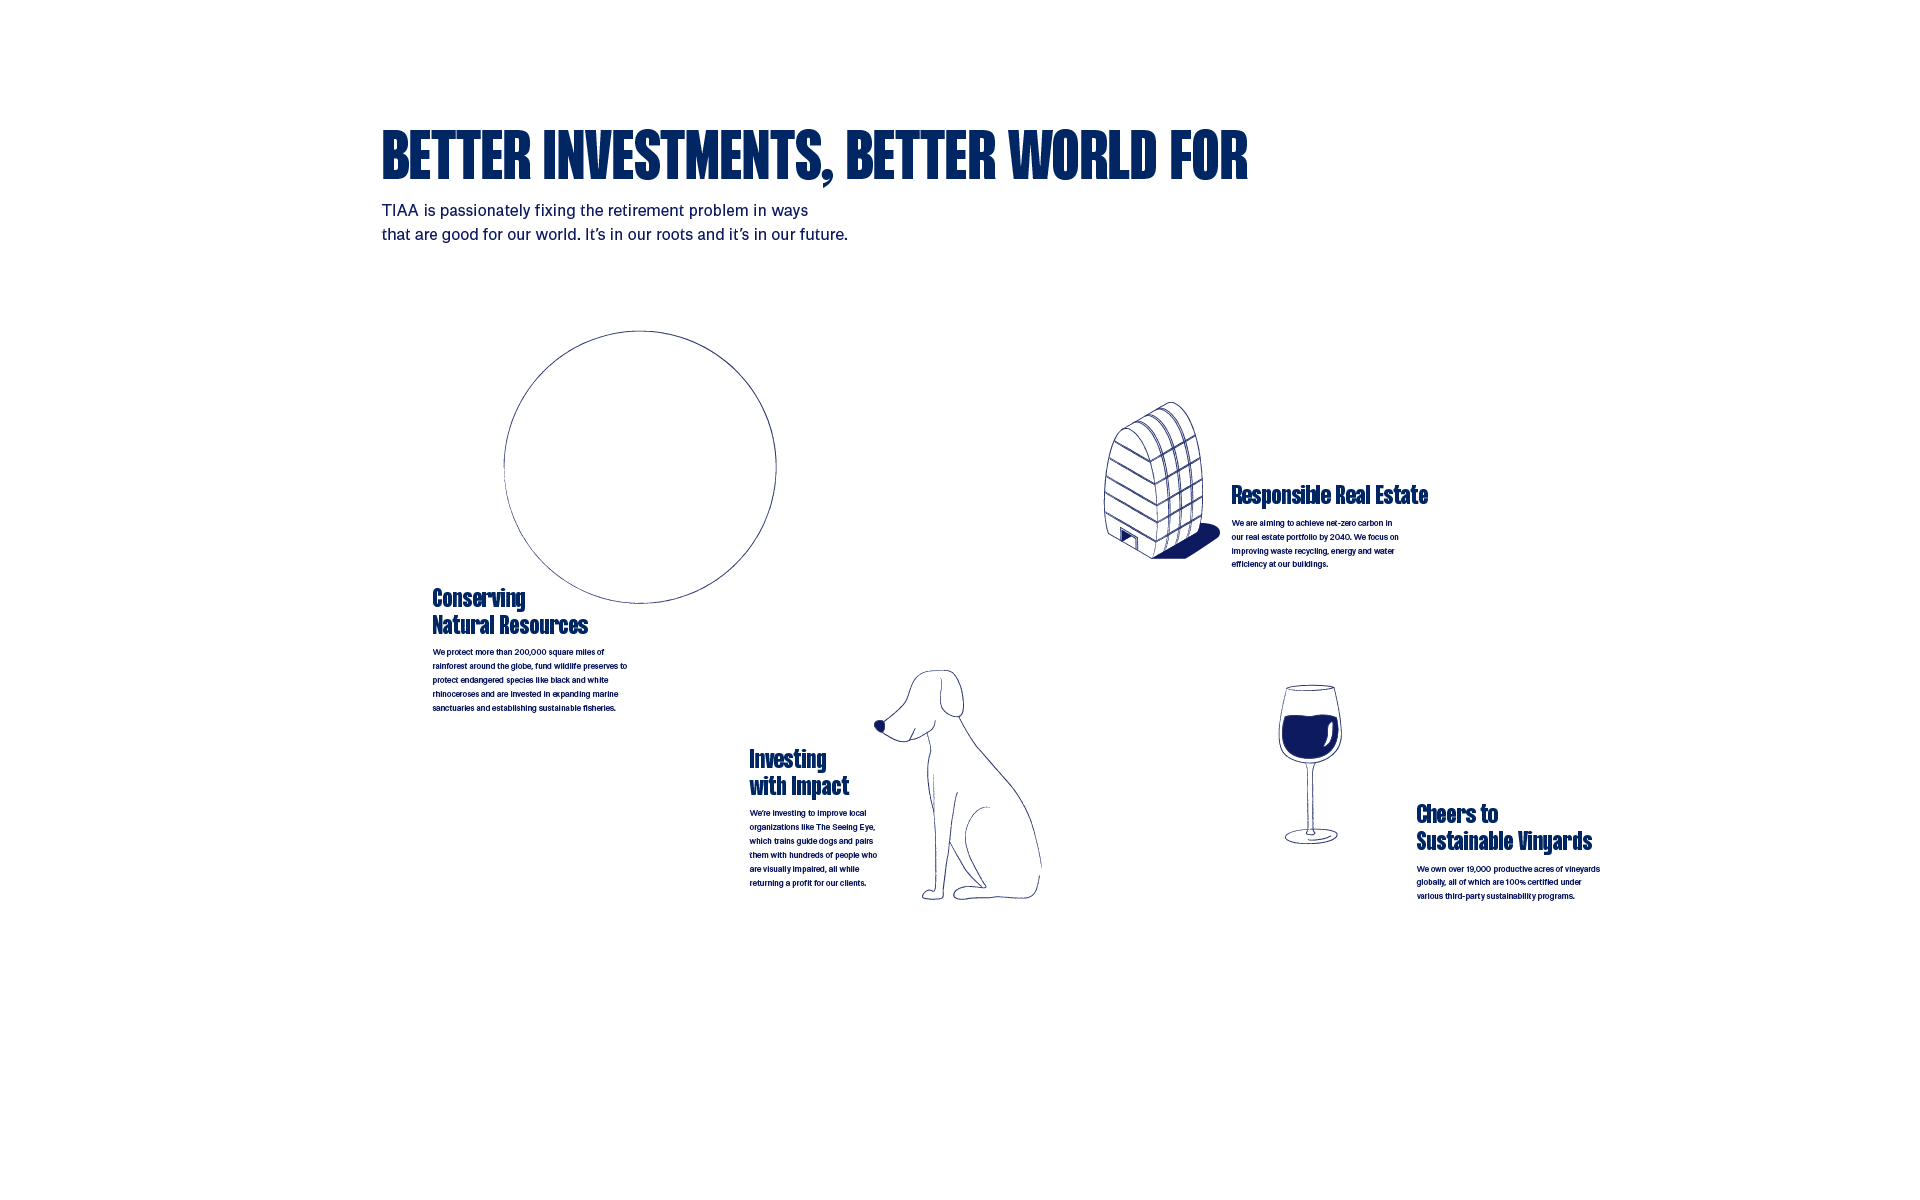 BETTER INVESTMENTS, BETTER WORLD FOR
TIAA is passionately fixing the retirement problem in ways
that are good for our world. It's in our roots and it's in our future.
Responsible Real Estate
We are aiming to achieve net-zero carbon in
our real estate portfolio by 2040. We focus on
improving waste recycling, energy and water
efficiency at our buildings.
Conserving
Natural Resources
We protect more than 200,000 square miles of
rainforest around the globe, fund wildlife preserves to
protect endangered species like black and white
rhinoceroses and are invested in expanding marine
sanctuaries and establishing sustainable fisheries.
Investing
with Impact
We're investing to improve local
organizations like The Seeing Eye,
which trains guide dogs and pairs
them with hundreds of people who
are visually impaired, all while
returning a profit for our clients.
Cheers to
Sustainable Vinyards
We own over 19,000 productive acres of vineyards
globally, all of which are 100% certified under
various third-party sustainability programs.